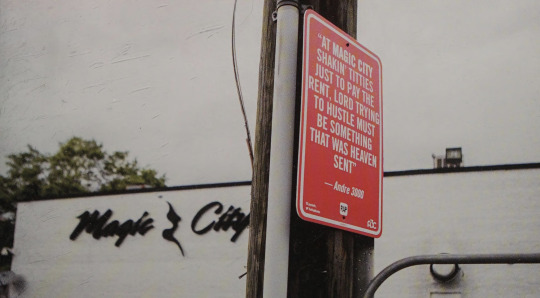 "AT MAGIC CITY
SHAKIN' TITTIES
JUST TO PAY THE
RENT, LORD TRYING
TO HUSTLE MUST
BE SOMETHING
THAT WAS HEAVEN
SENT"
— Andre 3000
Magic City